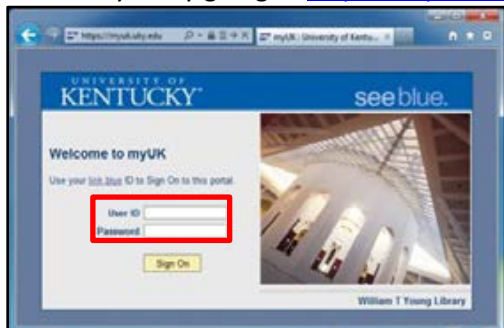 https://myuk.uky.edu
myUK: University of Kentu...
UNIVERSITY OF
KENTUCKY
see blue.
Welcome to myUK
Use your link blue ID to Sign On to this portal.
User ID
Password
Sign On
William T Young Library